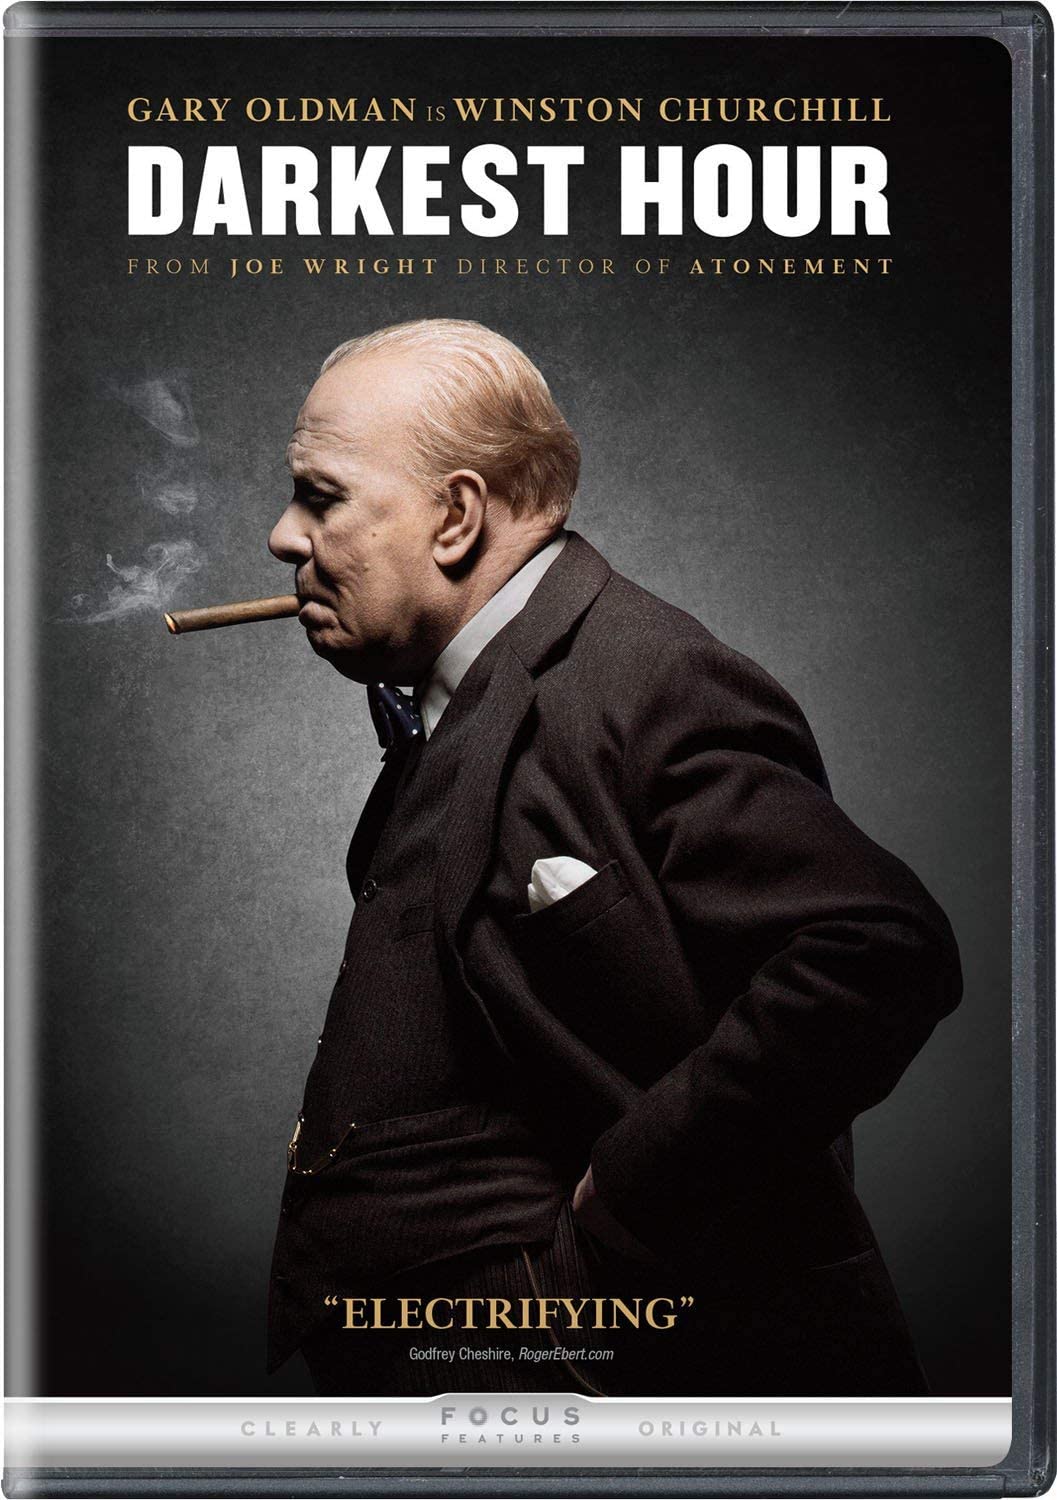 GARY OLDMAN IS WINSTON CHURCHILL
DARKEST HOUR
FROM JOE WRIGHT DIRECTOR OF ATONEMENT
“ELECTRIFYING”
Godfrey Cheshire, RogerEbert.com
CLEARLY FOCUS FEATURES ORIGINAL